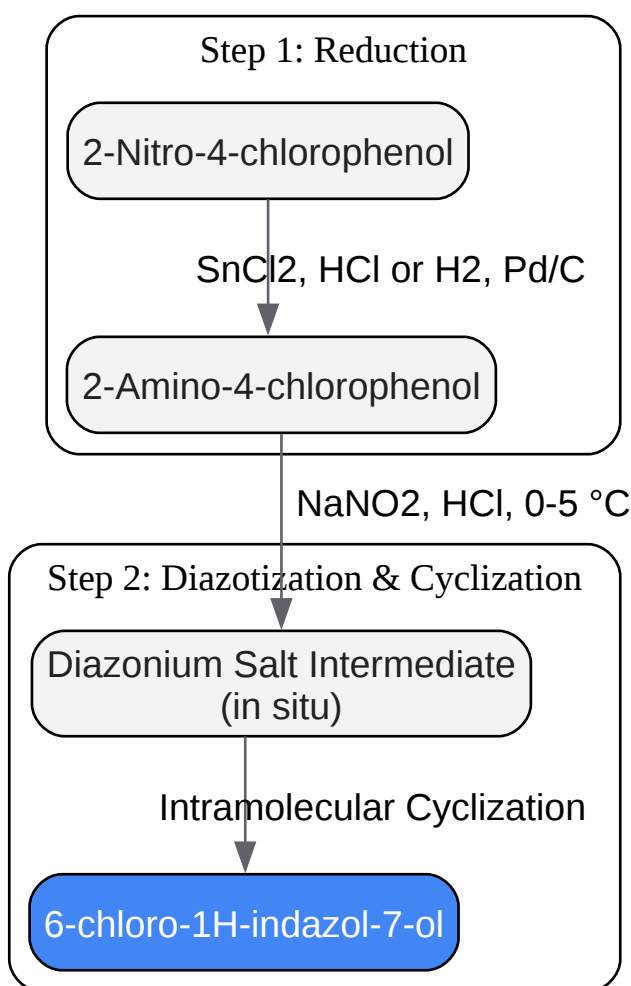 Step 1: Reduction
2-Nitro-4-chlorophenol
SnCl2, HCl or H2, Pd/C
2-Amino-4-chlorophenol
NaNO2, HCl, 0-5 °C
Step 2: Diazotization & Cyclization
Diazonium Salt Intermediate
(in situ)
Intramolecular Cyclization
6-chloro-1H-indazol-7-ol